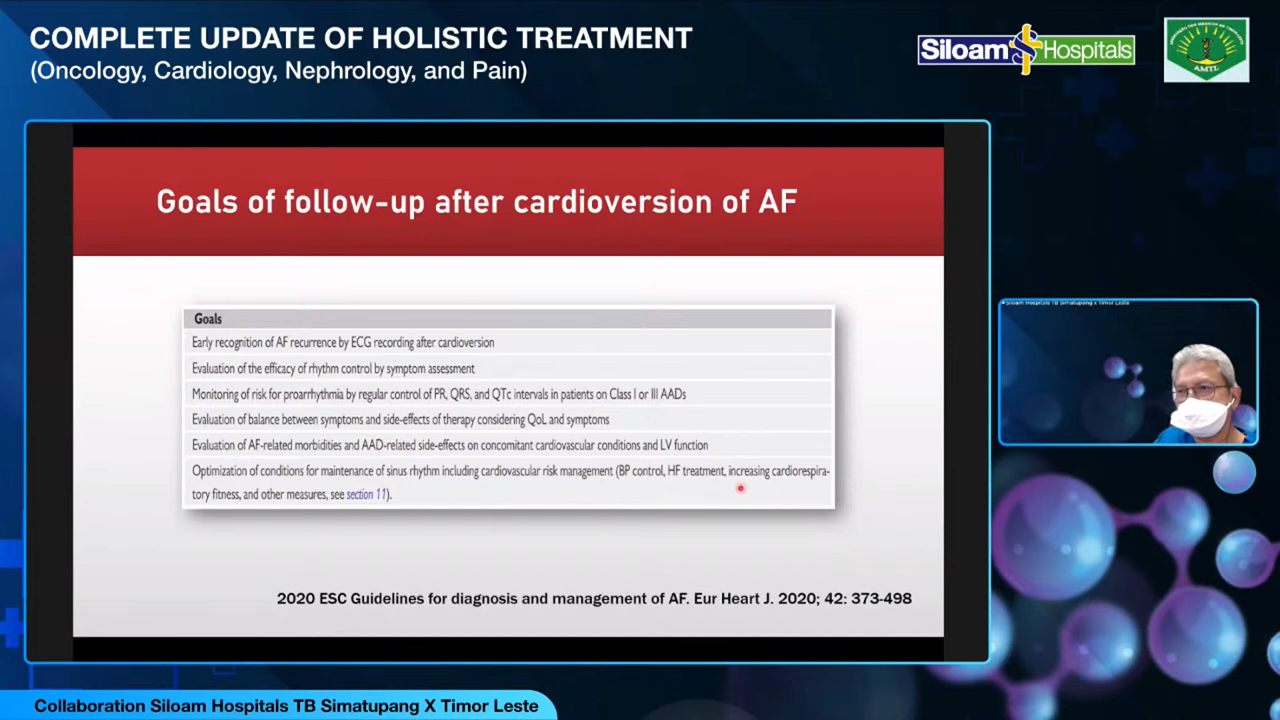 COMPLETE UPDATE OF HOLISTIC TREATMENT
(Oncology, Cardiology, Nephrology, and Pain)
Siloam Hospitals
AMTL
Goals of follow-up after cardioversion of AF
Goals
Early recognition of AF recurrence by ECG recording after cardioversion
Evaluation of the efficacy of rhythm control by symptom assessment
Monitoring of risk for proarrhythmia by regular control of PR, QRS, and QTc intervals in patients on Class I or III AADs
Evaluation of balance between symptoms and side-effects of therapy considering QoL and symptoms
Evaluation of AF-related morbidities and AAD-related side-effects on concomitant cardiovascular conditions and LV function
Optimization of conditions for maintenance of sinus rhythm including cardiovascular risk management (BP control, HF treatment, increasing cardiorespira-
tory fitness, and other measures, see section 11).
2020 ESC Guidelines for diagnosis and management of AF. Eur Heart J. 2020; 42: 373-498
Siloam Hospitals TB Simatupang X Timor Leste
Collaboration Siloam Hospitals TB Simatupang X Timor Leste